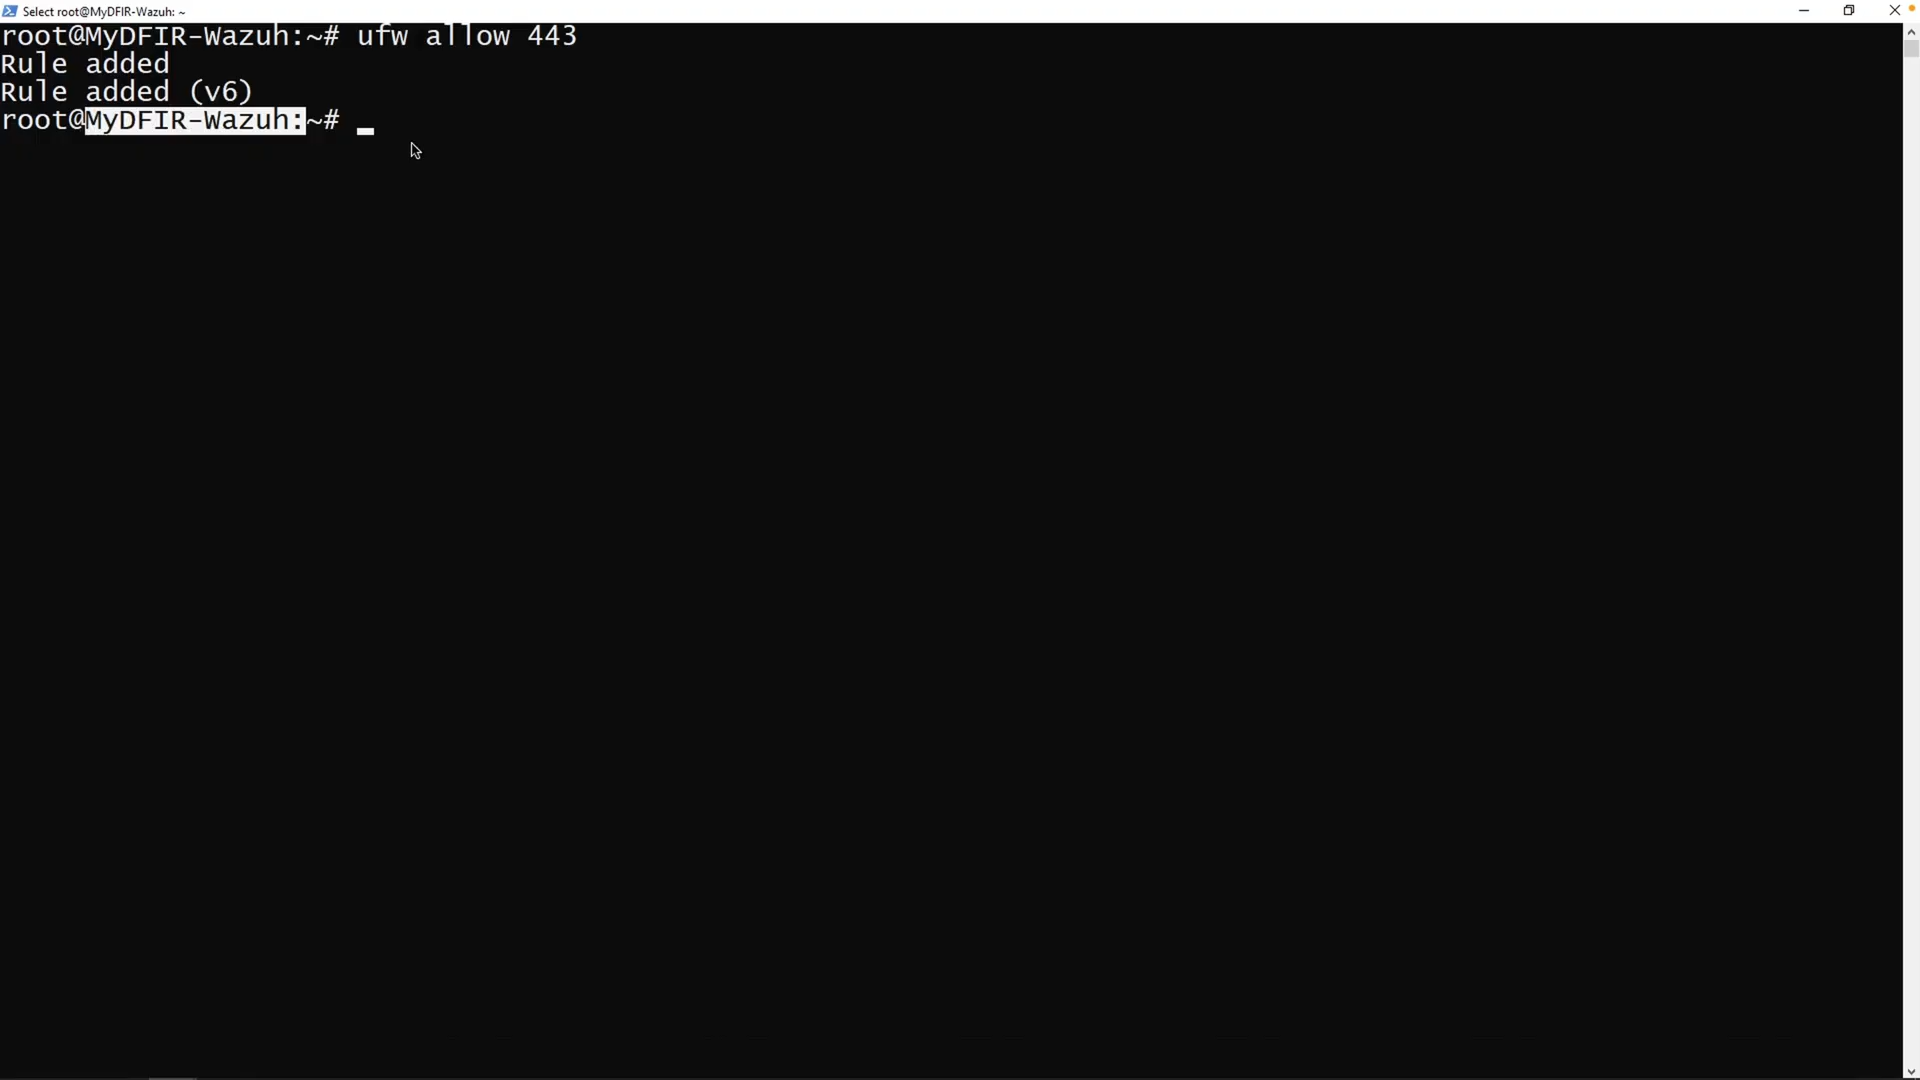 Select root@MyDFIR-Wazuh: ~
root@MyDFIR-Wazuh:~# ufw allow 443
Rule added
Rule added (v6)
root@MyDFIR-Wazuh:~# _